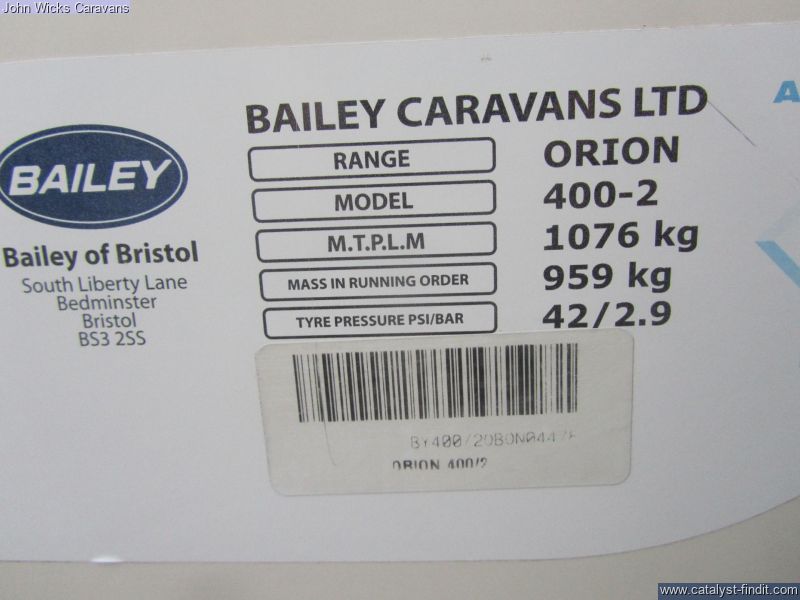 John Wicks Caravans
BAILEY CARAVANS LTD
BAILEY
Bailey of Bristol
South Liberty Lane
Bedminster
Bristol
BS3 2SS
RANGE ORION
MODEL 400-2
M.T.P.L.M 1076 kg
MASS IN RUNNING ORDER 959 kg
TYRE PRESSURE PSI/BAR 42/2.9
A
ORION 400/2
www.catalyst-findit.com